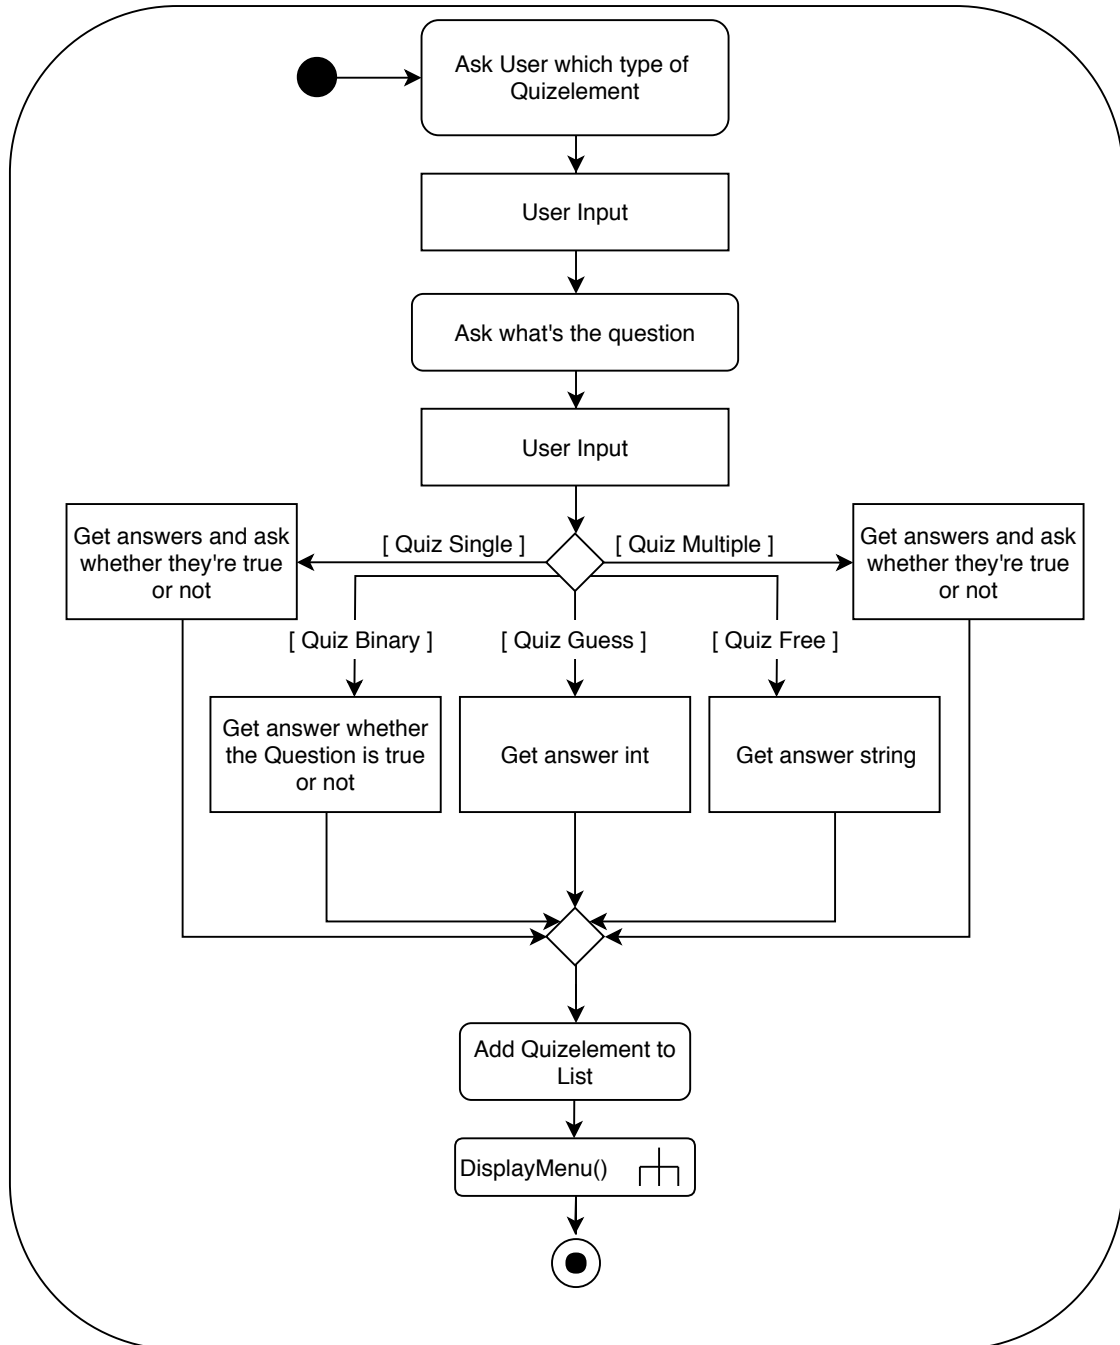 Ask User which type of
Quizelement
User Input
Ask what's the question
User Input
Get answers and ask
whether they're true
or not
[ Quiz Single ]
[ Quiz Multiple ]
Get answers and ask
whether they're true
or not
[ Quiz Binary ]
[ Quiz Guess ]
[ Quiz Free ]
Get answer whether
the Question is true
or not
Get answer int
Get answer string
Add Quizelement to
List
DisplayMenu()